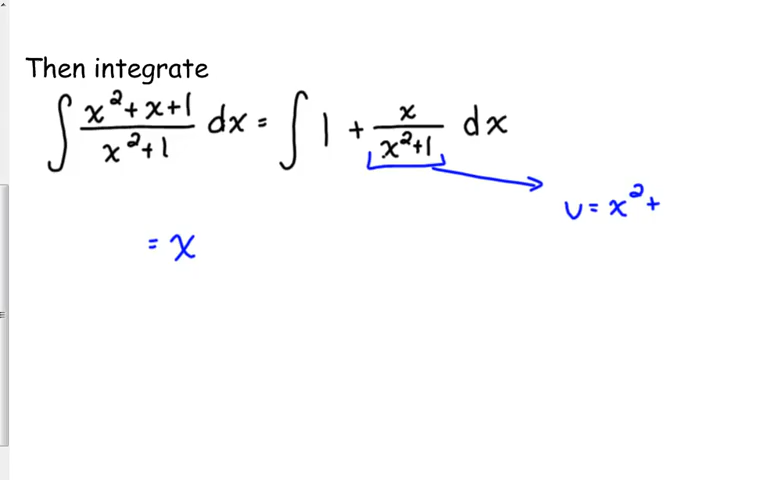 Then integrate
∫ x²+x+1 / x²+1 dx = ∫ 1 + x / x²+1 dx
u = x² +
= x